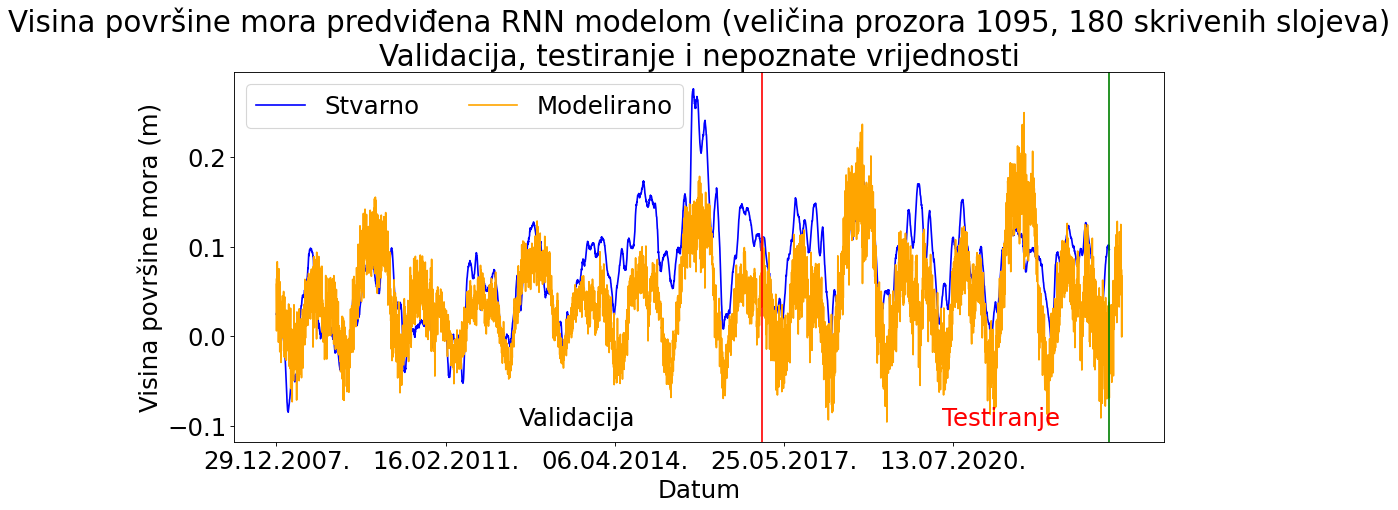 Visina površine mora predviđena RNN modelom (veličina prozora 1095, 180 skrivenih slojeva)
Validacija, testiranje i nepoznate vrijednosti
Stvarno Modelirano
Visina površine mora (m)
0.2
0.1
0.0
−0.1
Validacija Testiranje
29.12.2007. 16.02.2011. 06.04.2014. 25.05.2017. 13.07.2020.
Datum